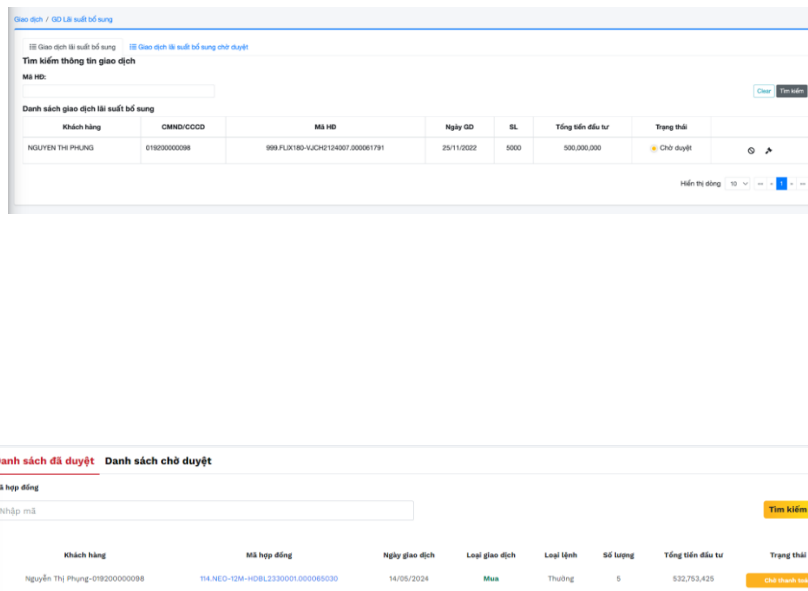 Giao dịch / GD Lãi suất bổ sung
Giao dịch lãi suất bổ sung Giao dịch lãi suất bổ sung chờ duyệt
Tìm kiếm thông tin giao dịch
Mã HĐ:
Clear Tìm kiếm
Danh sách giao dịch lãi suất bổ sung
Khách hàng CMND/CCCD Mã HĐ Ngày GD SL Tổng tiền đầu tư Trạng thái
NGUYEN THI PHUNG 019200000098 999.FLIX180-VJCH2124007.000061791 25/11/2022 5000 500,000,000 Chờ duyệt
Hiển thị dòng 10 1
Danh sách đã duyệt Danh sách chờ duyệt
ã hợp đồng
Nhập mã
Tìm kiếm
Khách hàng Mã hợp đồng Ngày giao dịch Loại giao dịch Loại lệnh Số lượng Tổng tiền đầu tư Trạng thái
Nguyễn Thị Phụng-019200000098 114.NEO-12M-HDBL2330001.000065030 14/05/2024 Mua Thường 5 532,753,425 Chờ thanh toán